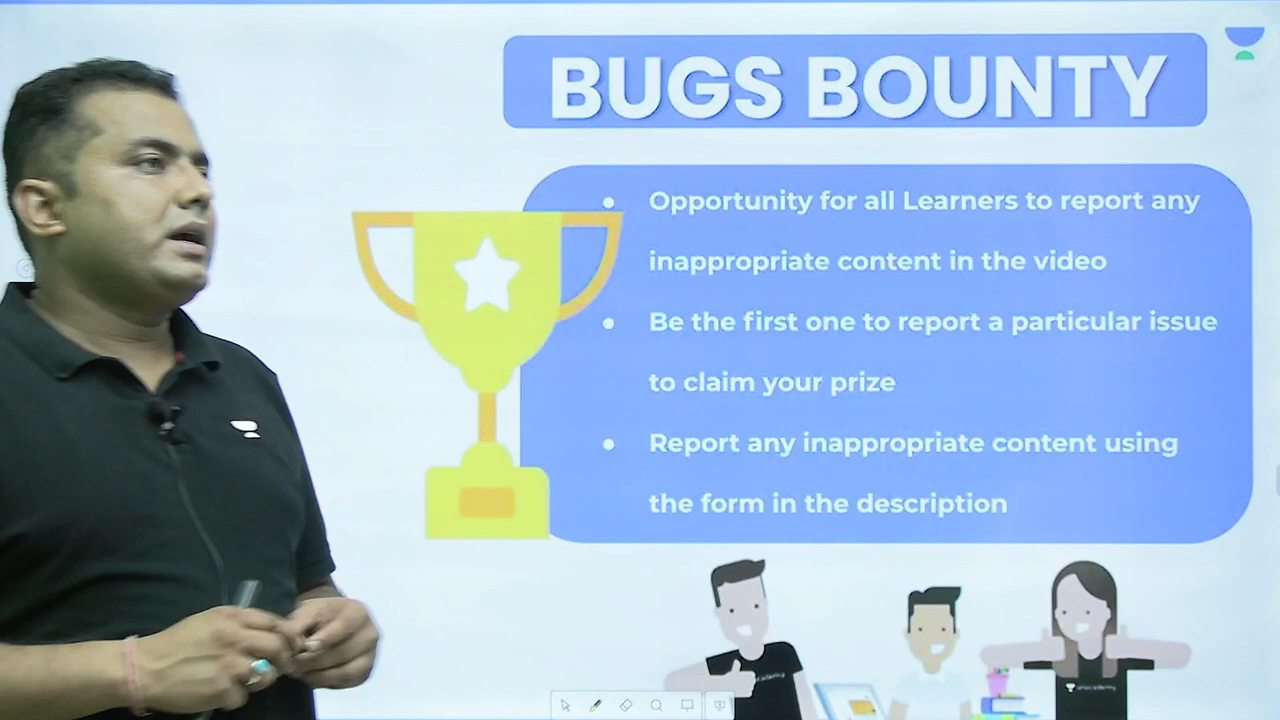 BUGS BOUNTY
• Opportunity for all Learners to report any
inappropriate content in the video
• Be the first one to report a particular issue
to claim your prize
• Report any inappropriate content using
the form in the description
unacademy